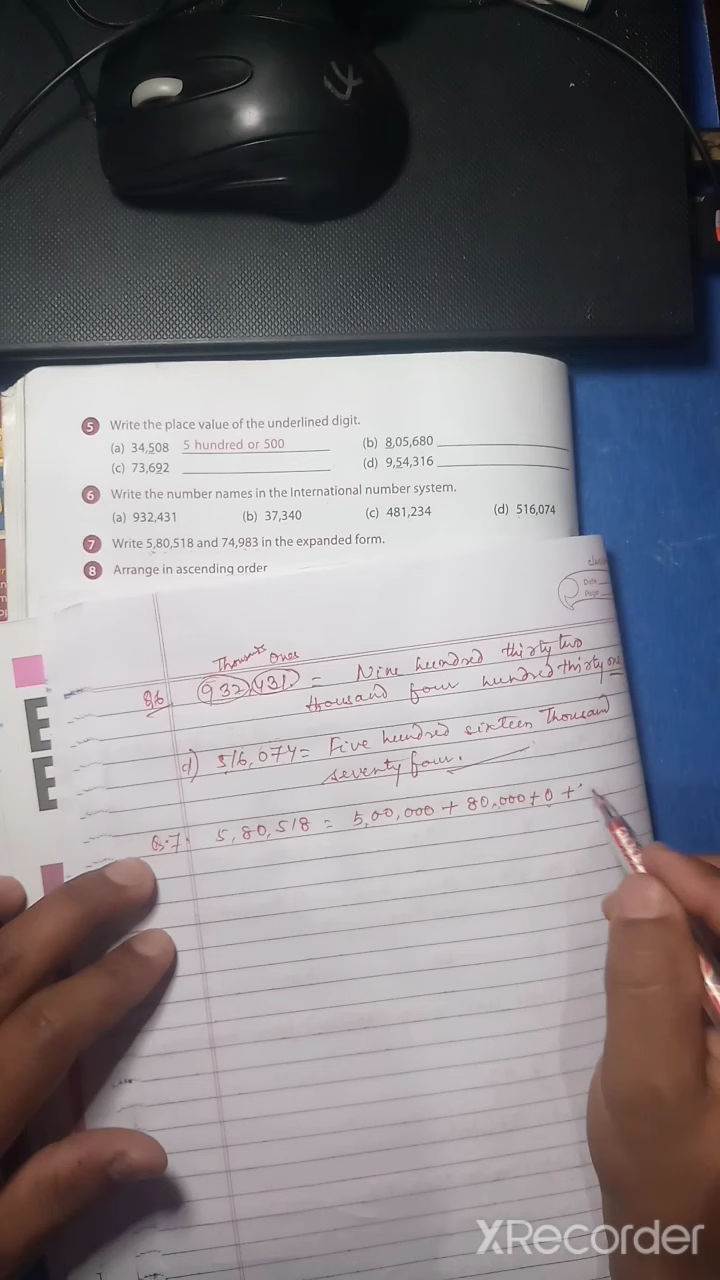 5 Write the place value of the underlined digit.
(a) 34,508 5 hundred or 500 (b) 8,05,680
(c) 73,692 (d) 9,54,316
6 Write the number names in the International number system.
(a) 932,431 (b) 37,340 (c) 481,234 (d) 516,074
7 Write 5,80,518 and 74,983 in the expanded form.
8 Arrange in ascending order
Date
Page
Thousands Ones
Q6. 932,431 = Nine hundred thirty two
thousand four hundred thirty one
d) 516,074 = Five hundred sixteen Thousand
seventy four.
Q.7. 5,80,518 = 5,00,000 + 80,000 + 0 +
E
E
XRecorder